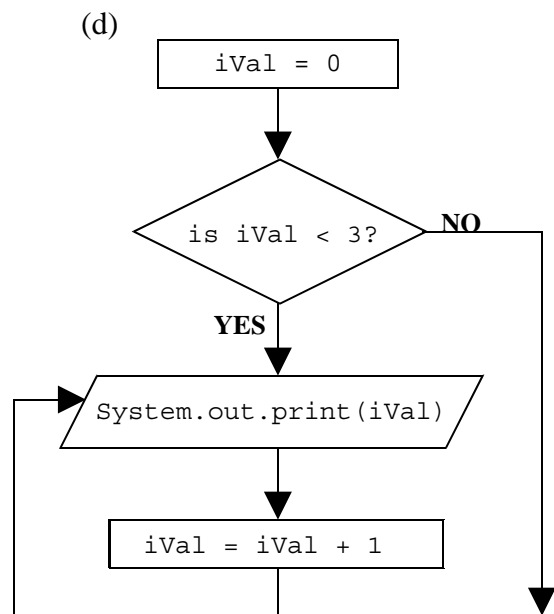 (d)
iVal = 0
is iVal < 3?
NO
YES
System.out.print(iVal)
iVal = iVal + 1